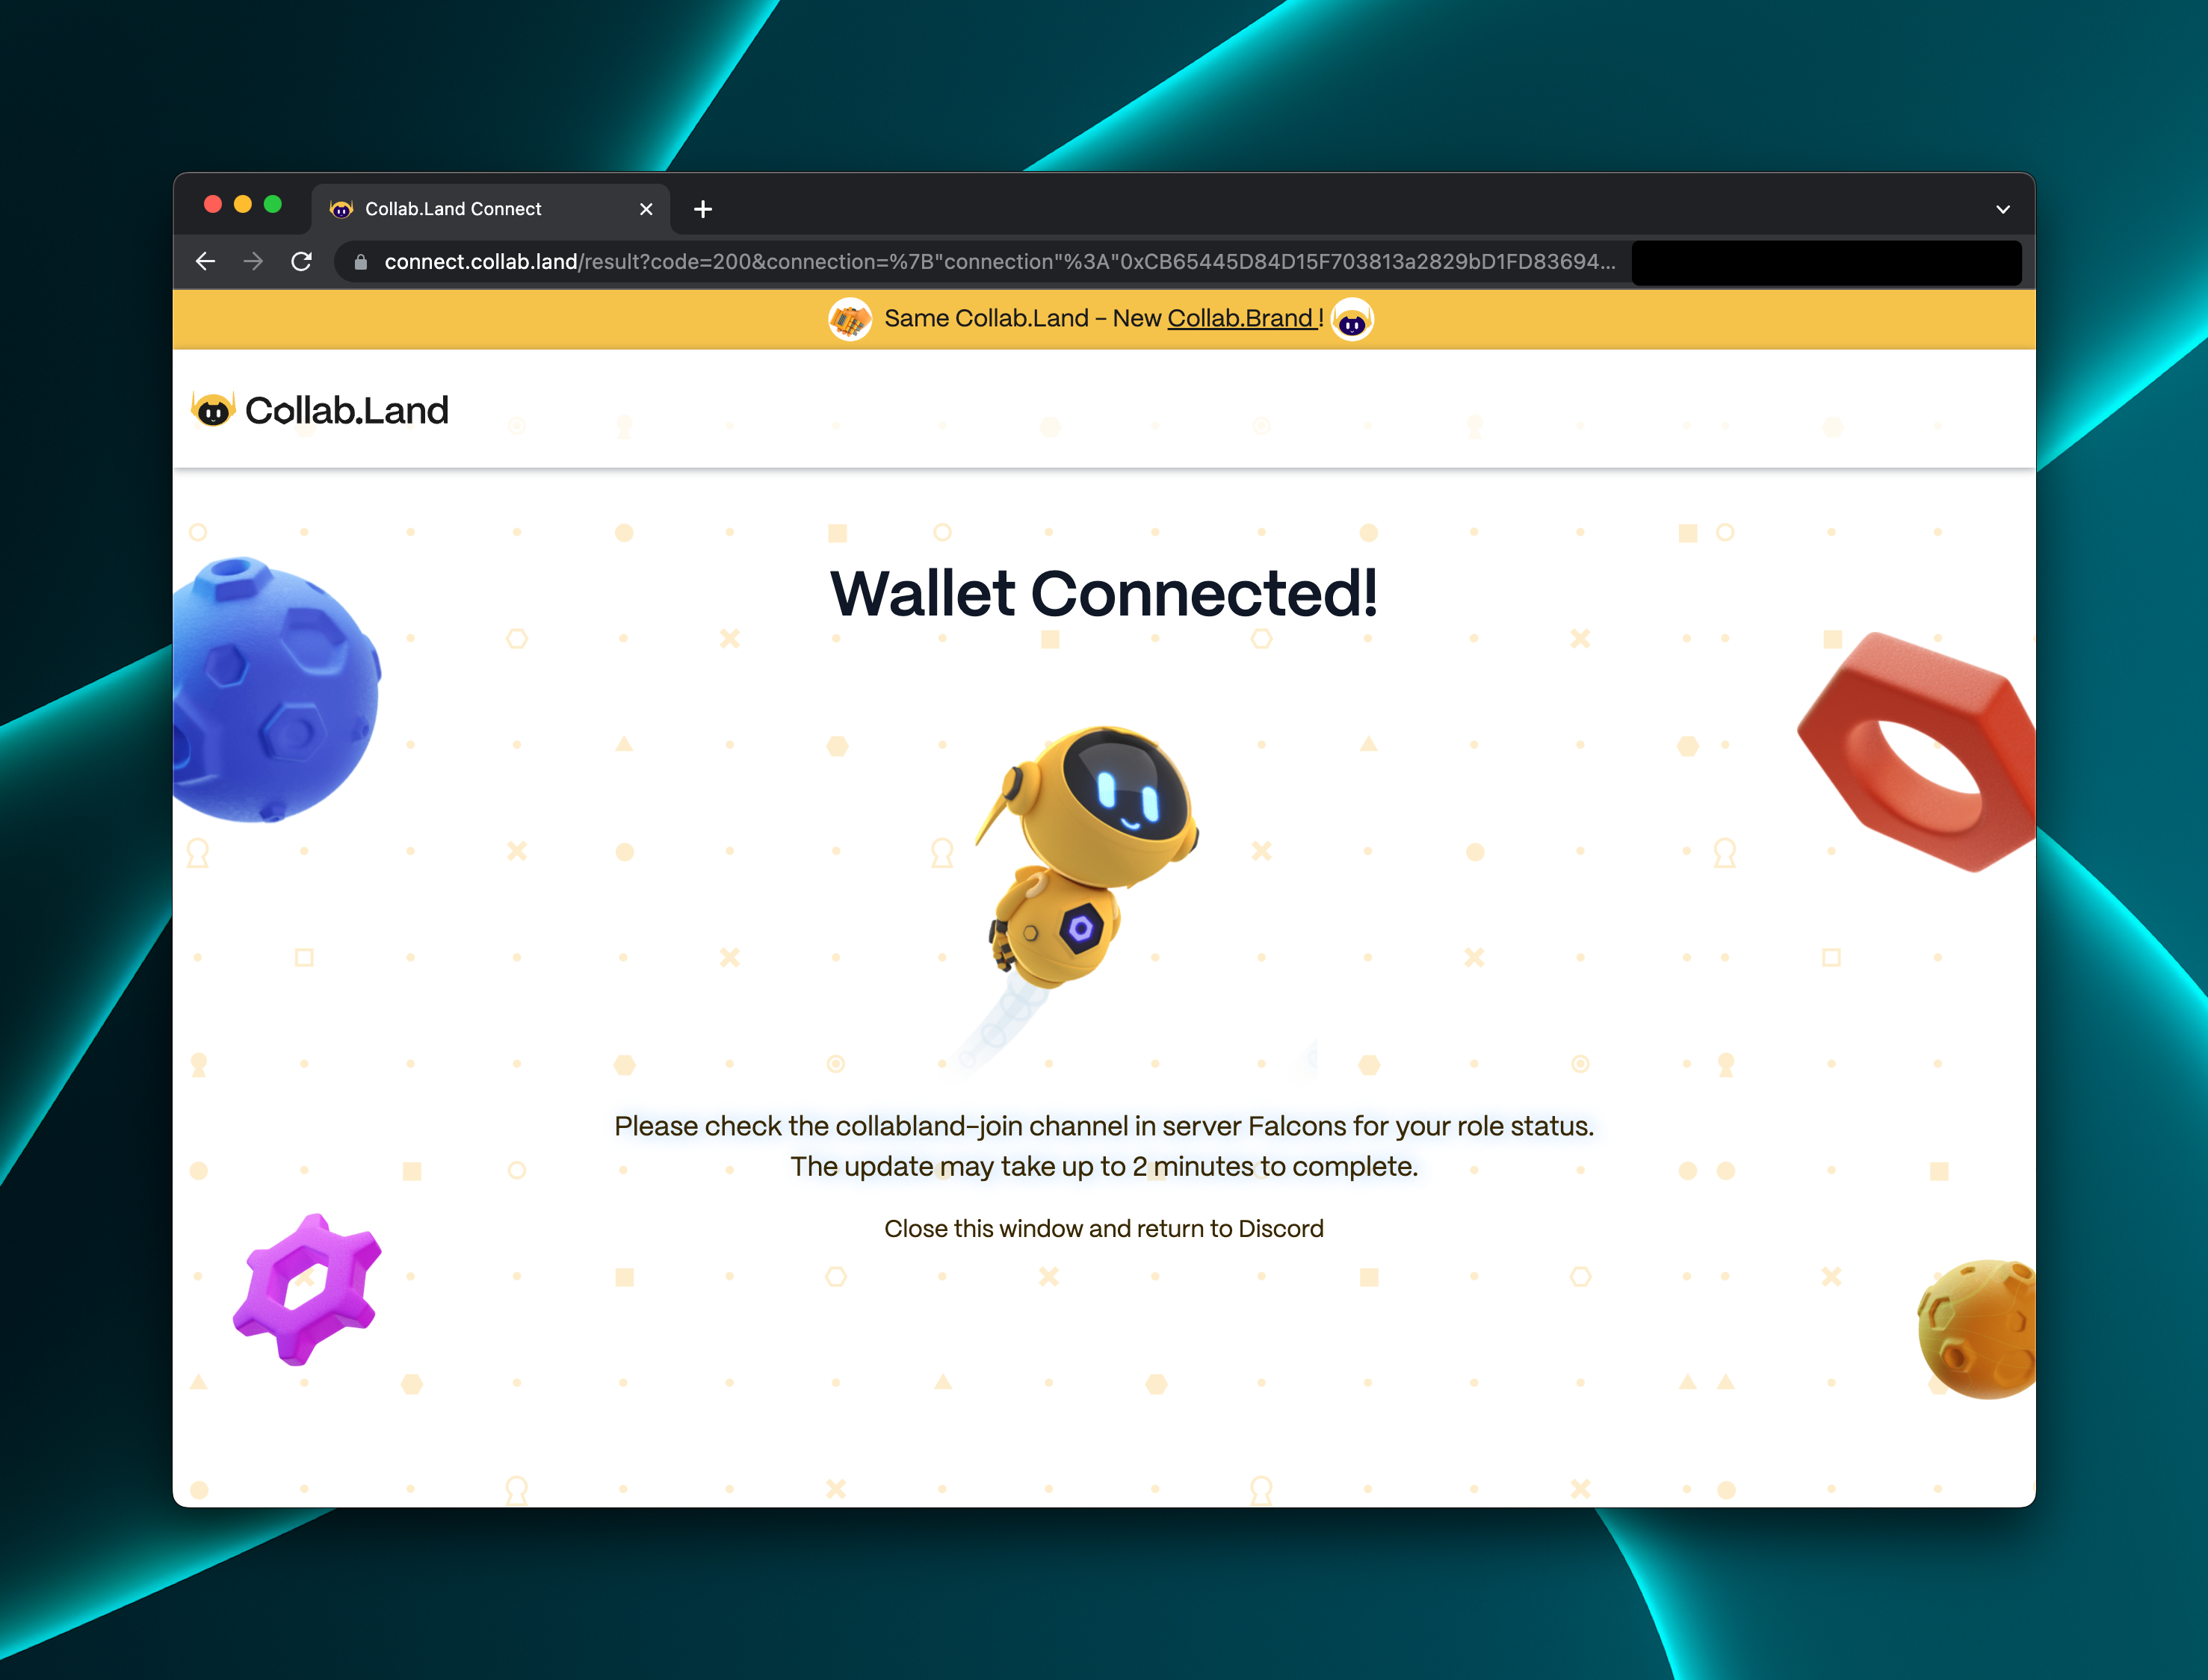 Collab.Land Connect
connect.collab.land/result?code=200&connection=%7B"connection"%3A"0xCB65445D84D15F703813a2829bD1FD83694...
Same Collab.Land - New Collab.Brand !
Collab.Land
Wallet Connected!
Please check the collabland-join channel in server Falcons for your role status.
The update may take up to 2 minutes to complete.
Close this window and return to Discord